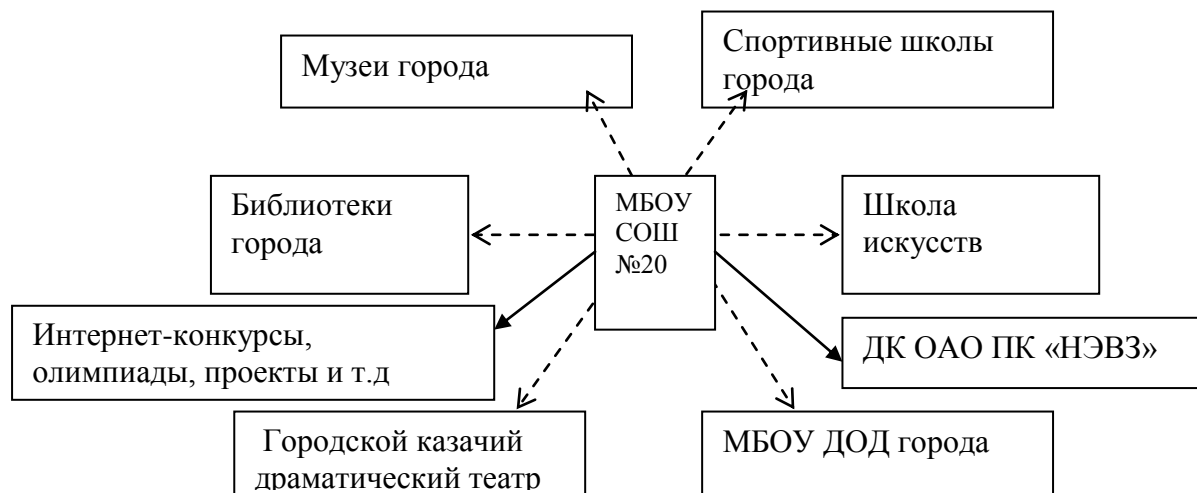 Музеи города
Спортивные школы
города
Библиотеки
города
МБОУ
СОШ
№20
Школа
искусств
Интернет-конкурсы,
олимпиады, проекты и т.д
ДК ОАО ПК «НЭВЗ»
Городской казачий
драматический театр
МБОУ ДОД города